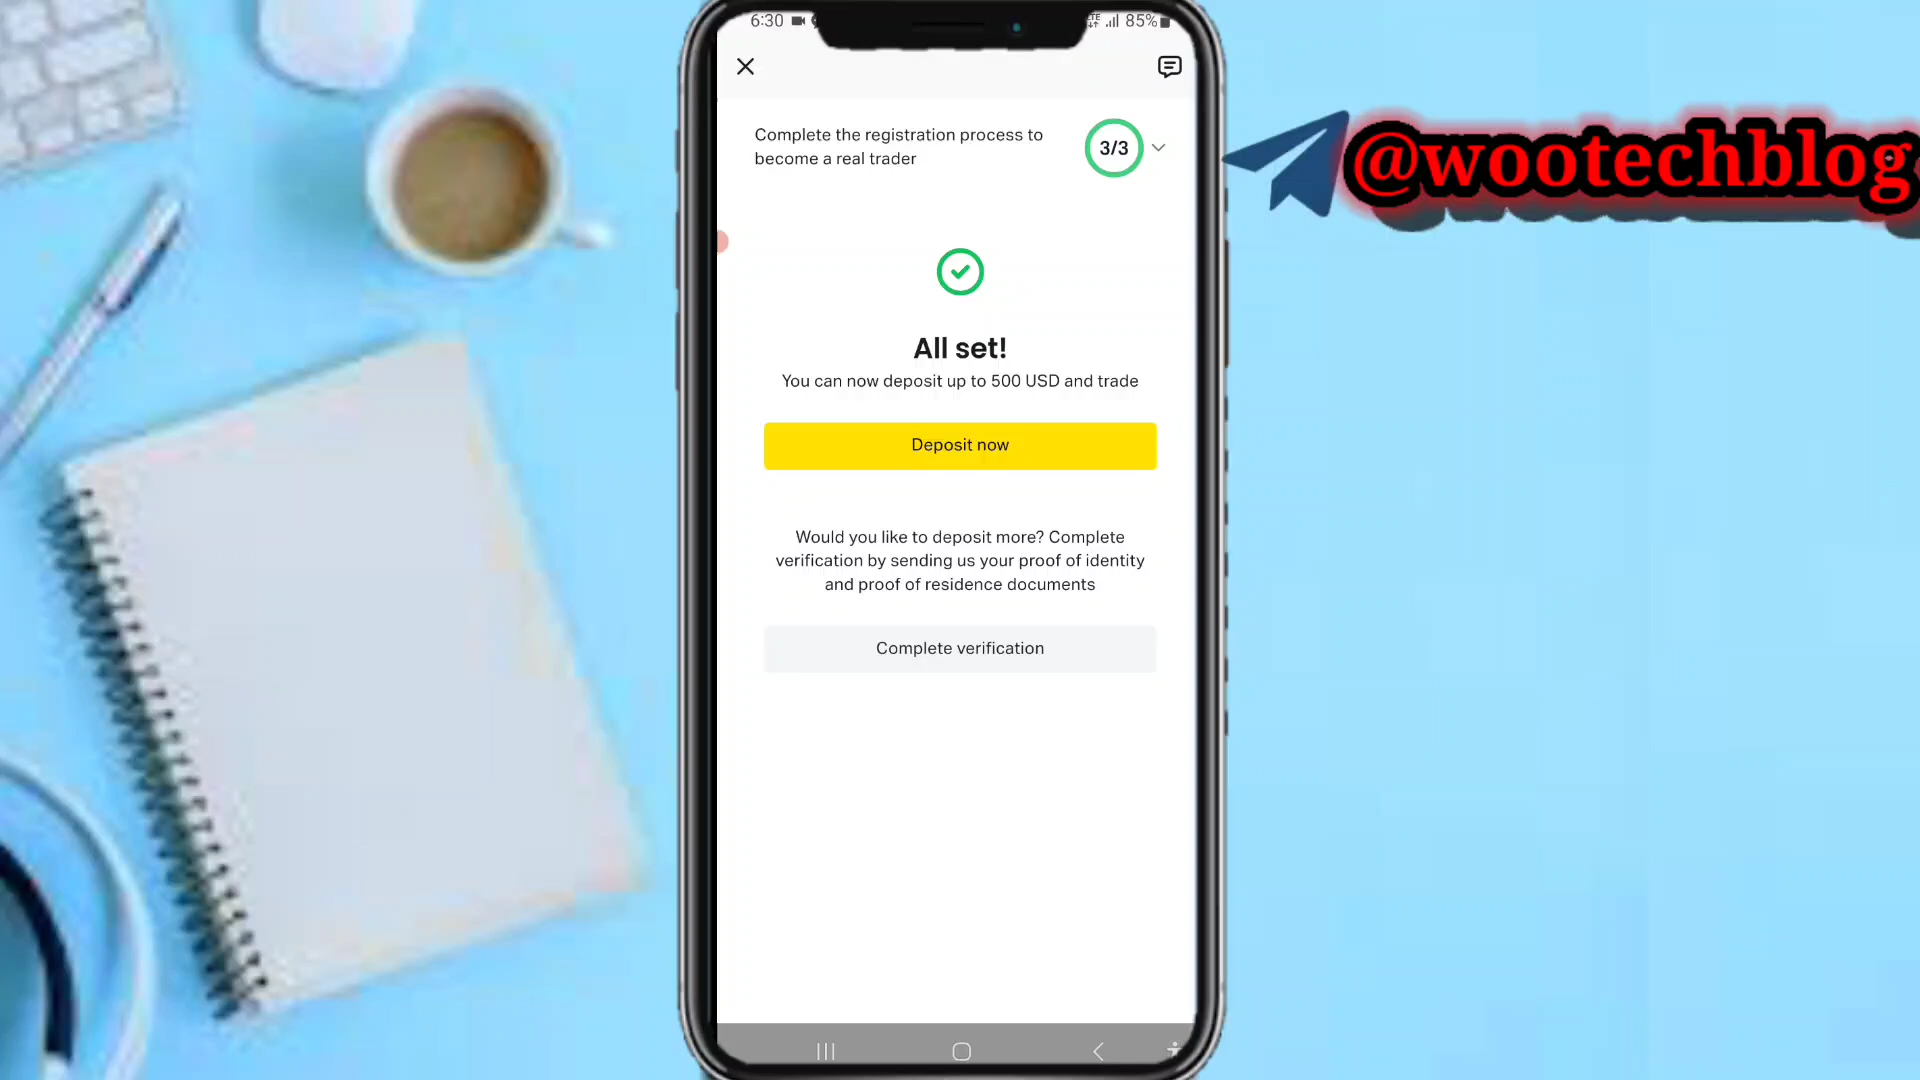 6:30
LTE
85%
@wootechblog
Complete the registration process to
become a real trader
3/3
All set!
You can now deposit up to 500 USD and trade
Deposit now
Would you like to deposit more? Complete
verification by sending us your proof of identity
and proof of residence documents
Complete verification